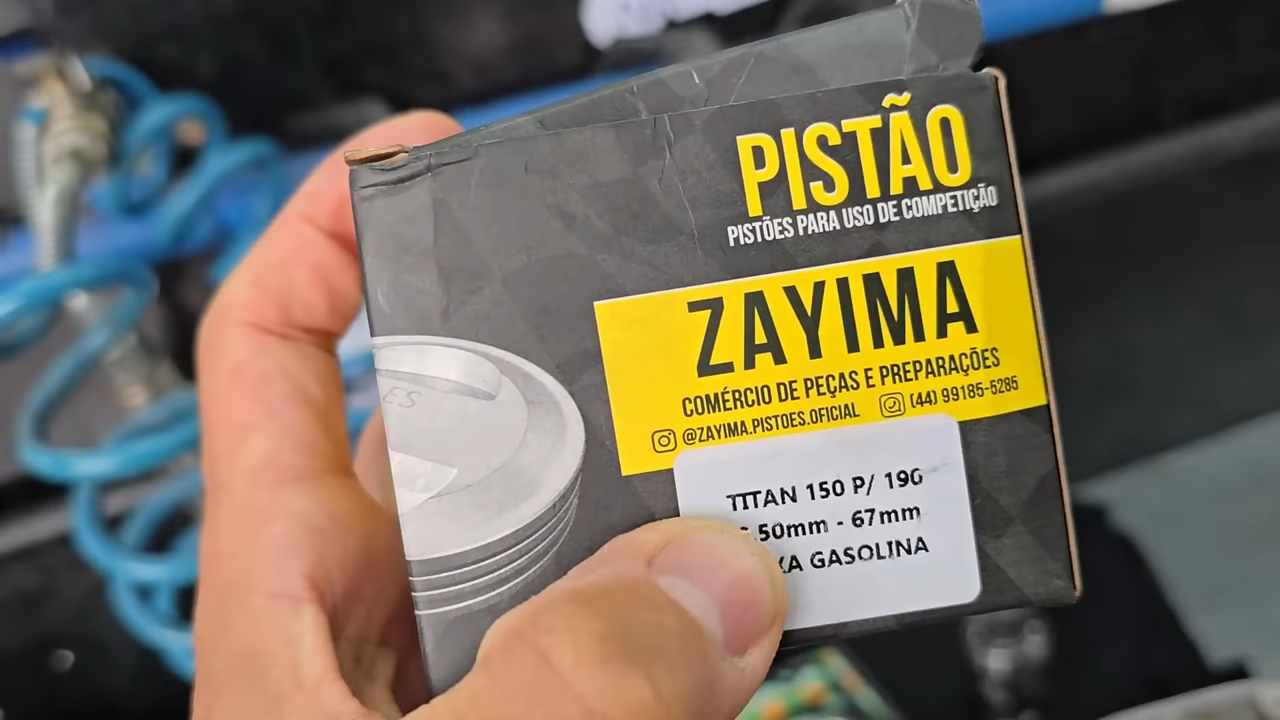 PISTÃO
PISTÕES PARA USO DE COMPETIÇÃO
ZAYIMA
COMÉRCIO DE PEÇAS E PREPARAÇÕES
@ZAYIMA.PISTOES.OFICIAL (44) 99185-5285
ES
TITAN 150 P/ 190
.50mm - 67mm
GASOLINA